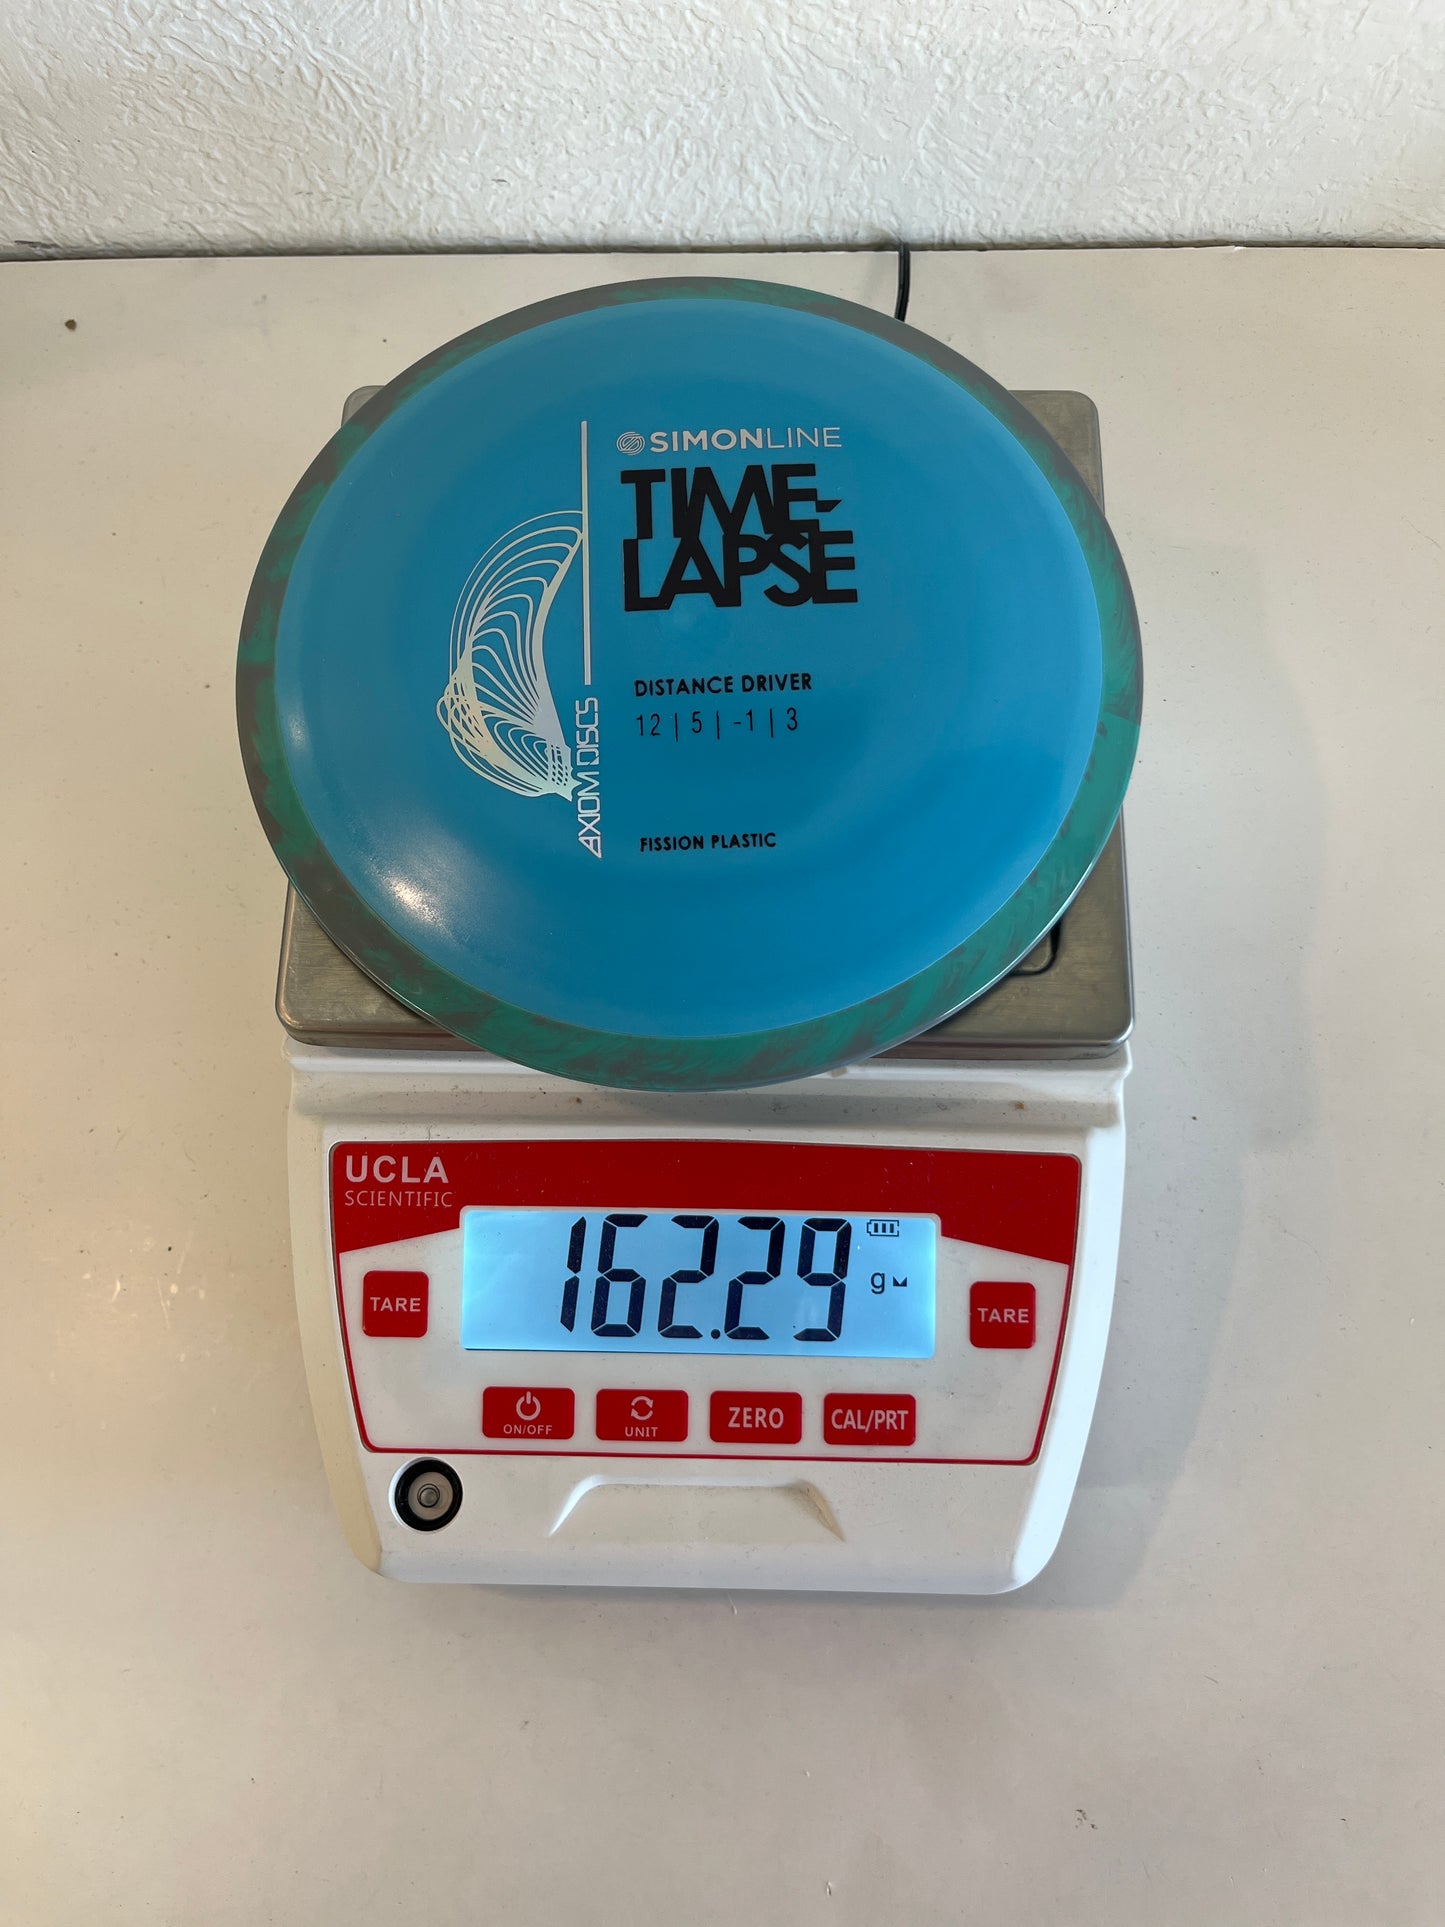 SIMONLINE
TIME-
LAPSE
DISTANCE DRIVER
12 | 5 | -1 | 3
FISSION PLASTIC
AXIOM DISCS
UCLA
SCIENTIFIC
162.29
g
TARE
TARE
ON/OFF
UNIT
ZERO
CAL/PRT